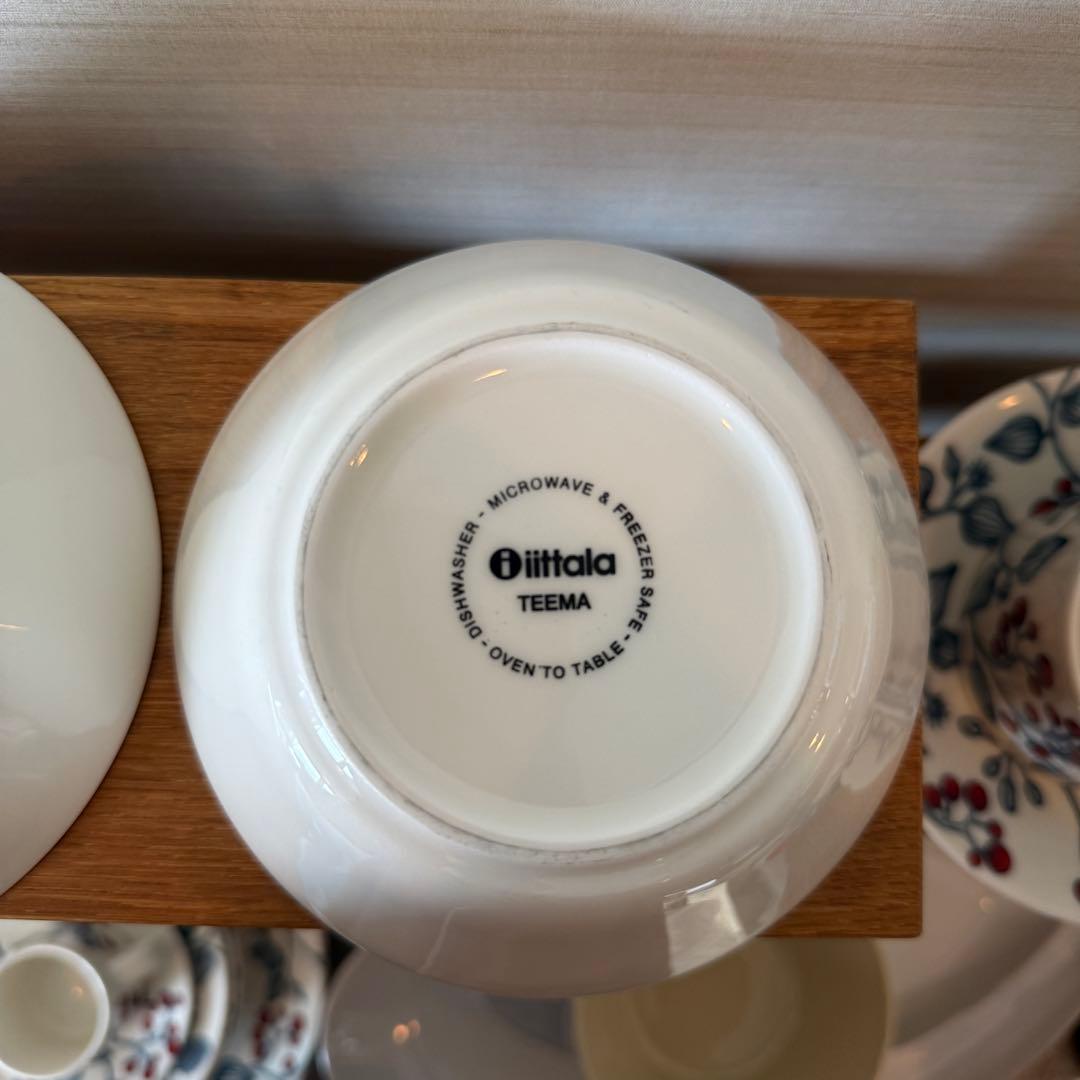 DISHWASHER - MICROWAVE & FREEZER SAFE - OVEN TO TABLE -
i iittala
TEEMA